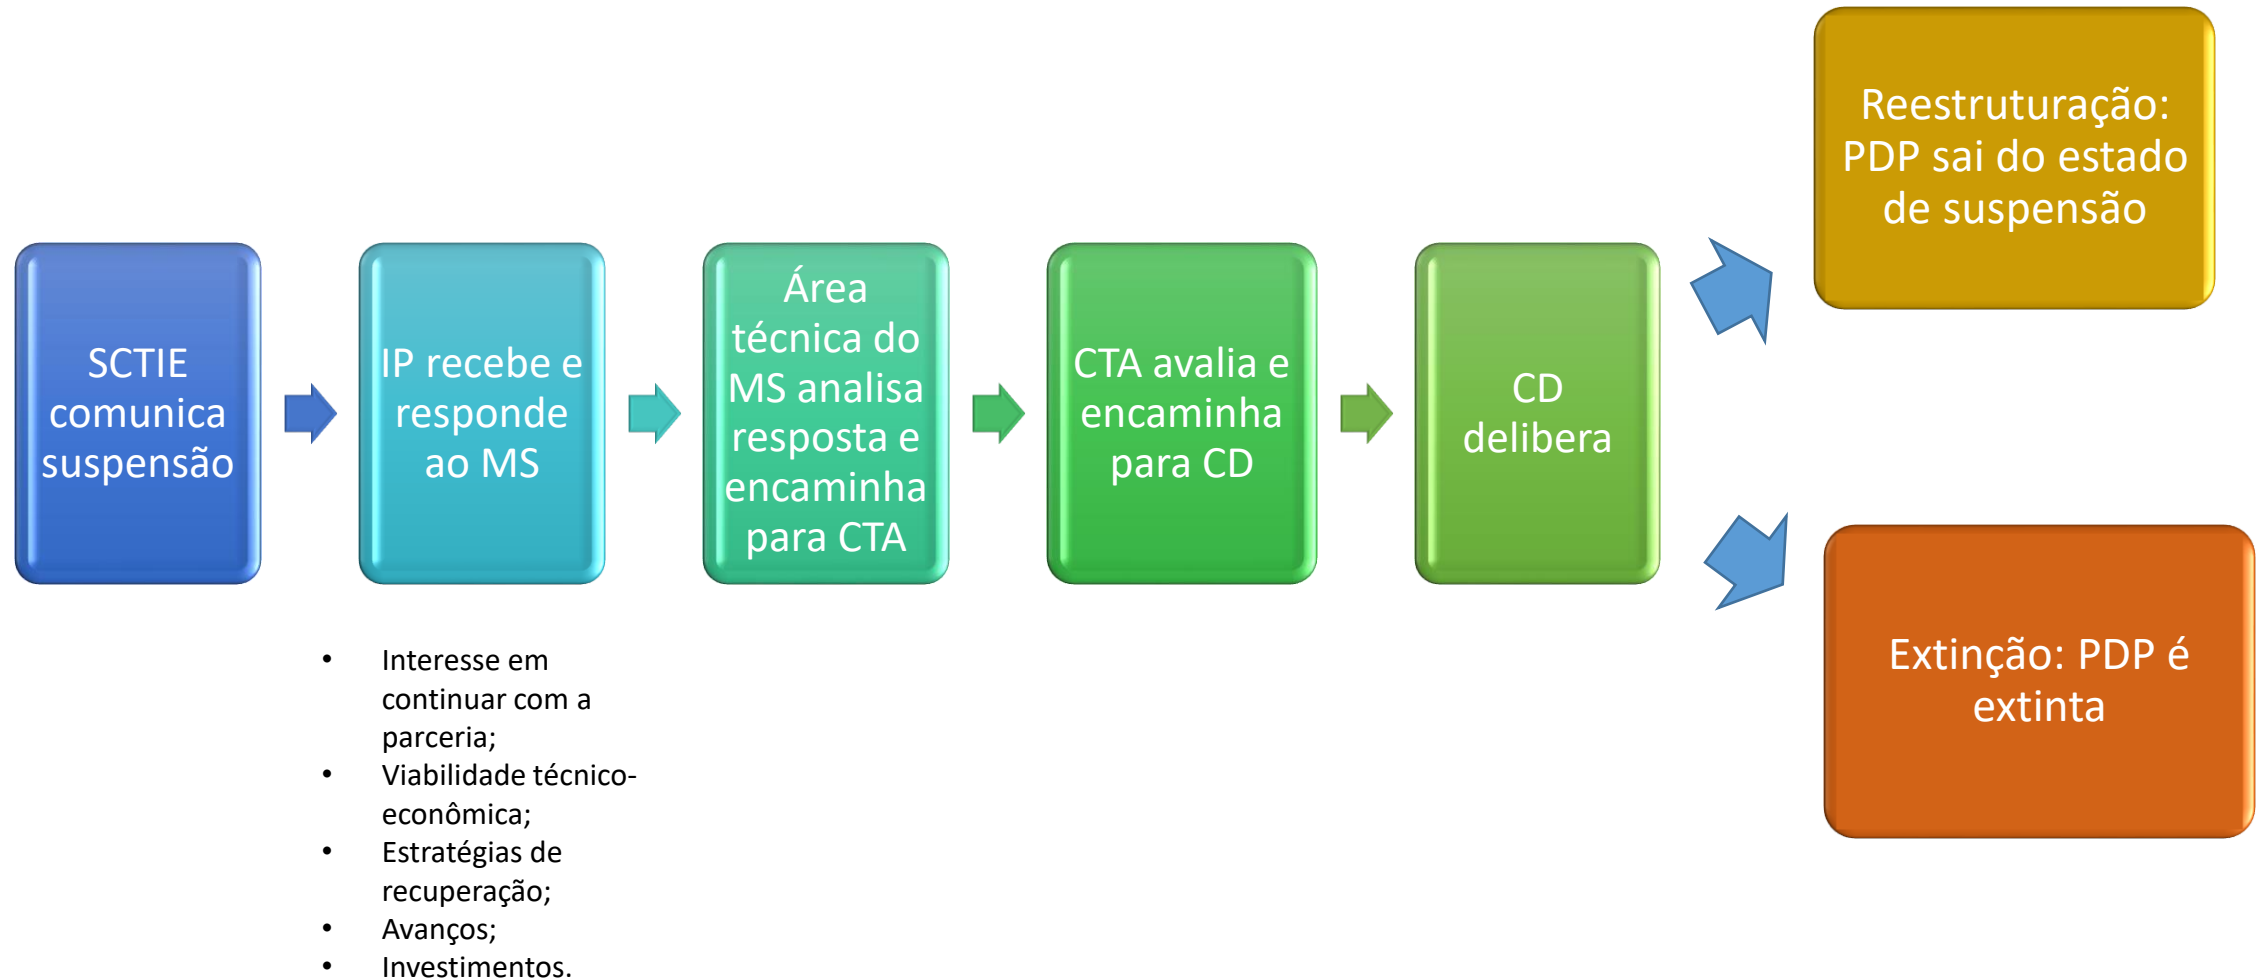 SCTIE
comunica
suspensão
IP recebe e
responde
ao MS
Área
técnica do
MS analisa
resposta e
encaminha
para CTA
CTA avalia e
encaminha
para CD
CD
delibera
Reestruturação:
PDP sai do estado
de suspensão
Extinção: PDP é
extinta
• Interesse em
continuar com a
parceria;
• Viabilidade técnico-
econômica;
• Estratégias de
recuperação;
• Avanços;
• Investimentos.